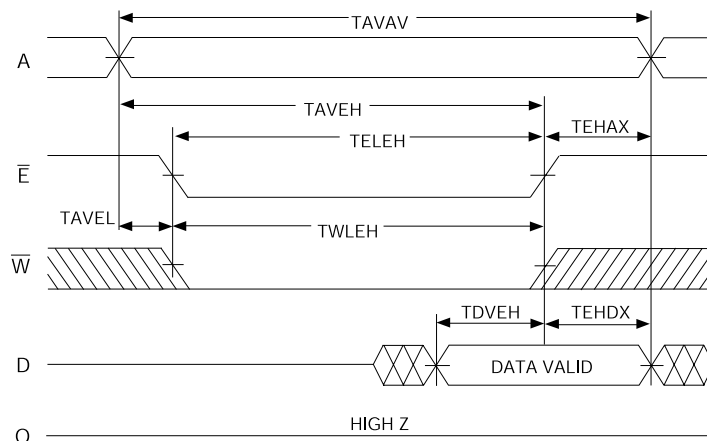 TAVAV
A
TAVEH
TELEH
TEHAX
E
TAVEL
TWLEH
W
TDVEH
TEHDX
D
DATA VALID
HIGH Z
Q